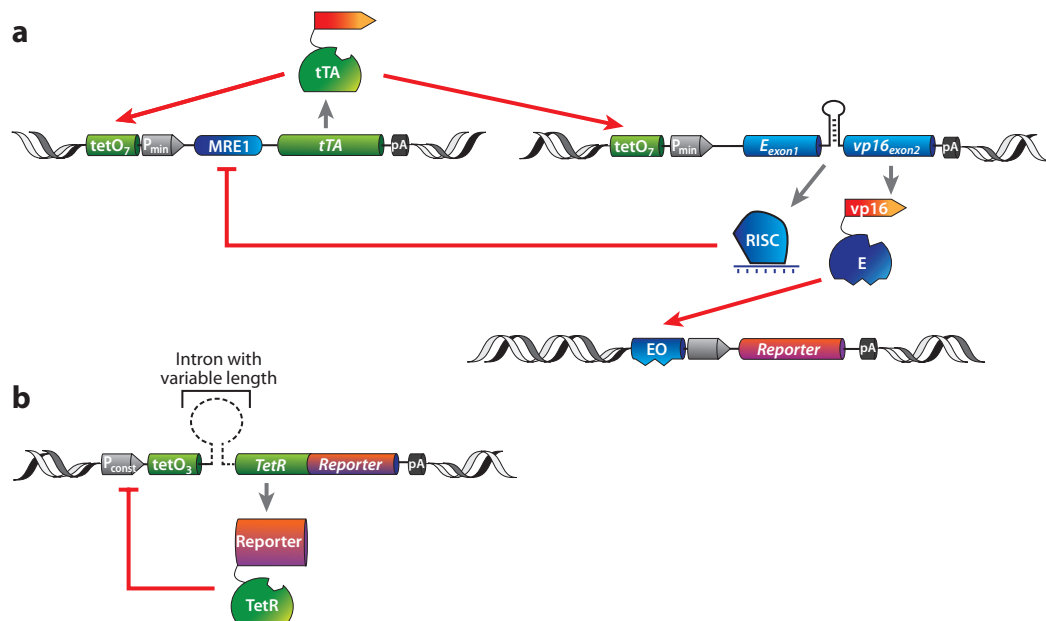 a
tTA
tetO7 Pmin MRE1 tTA pA
tetO7 Pmin Eexon1 vp16exon2 pA
vp16
RISC
E
EO Reporter pA
Intron with
variable length
b
Pconst tetO3 TetR Reporter pA
Reporter
TetR